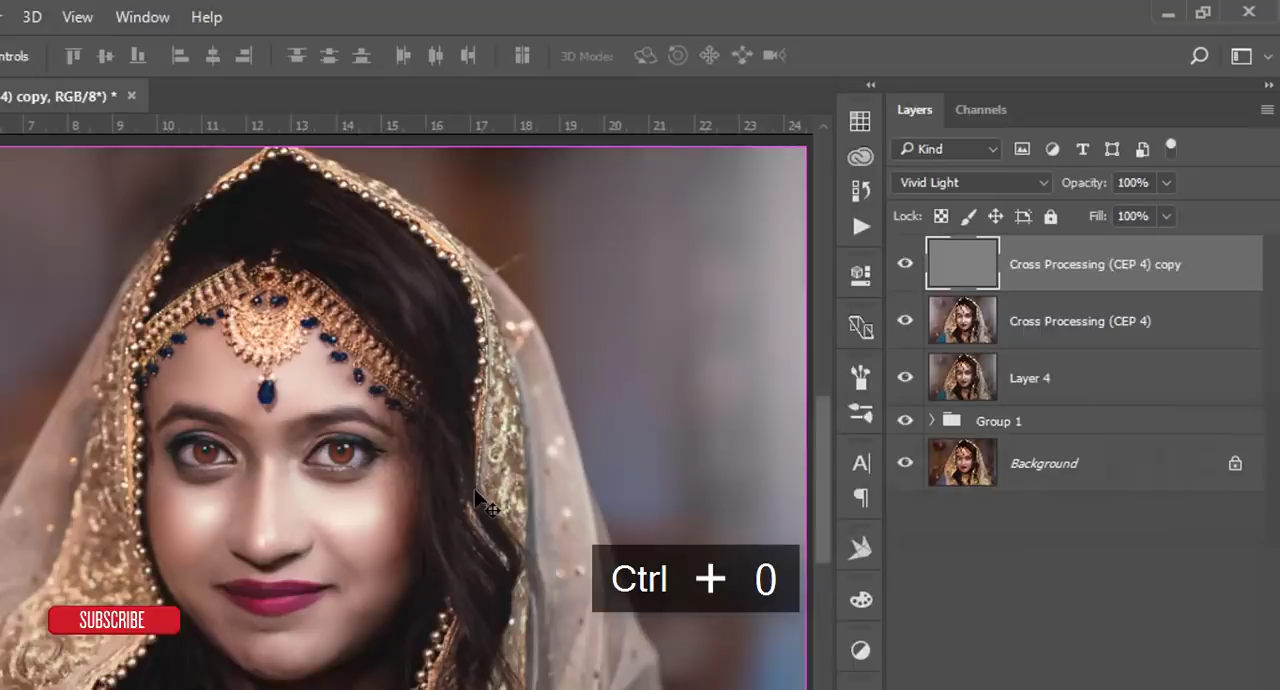 3D View Window Help
ntrols
3D Mode:
4) copy, RGB/8*) *
7 8 9 10 11 12 13 14 15 16 17 18 19 20 21 22 23 24
Layers Channels
Kind
Vivid Light Opacity: 100%
Lock: Fill: 100%
Cross Processing (CEP 4) copy
Cross Processing (CEP 4)
Layer 4
Group 1
Background
Ctrl + 0
SUBSCRIBE